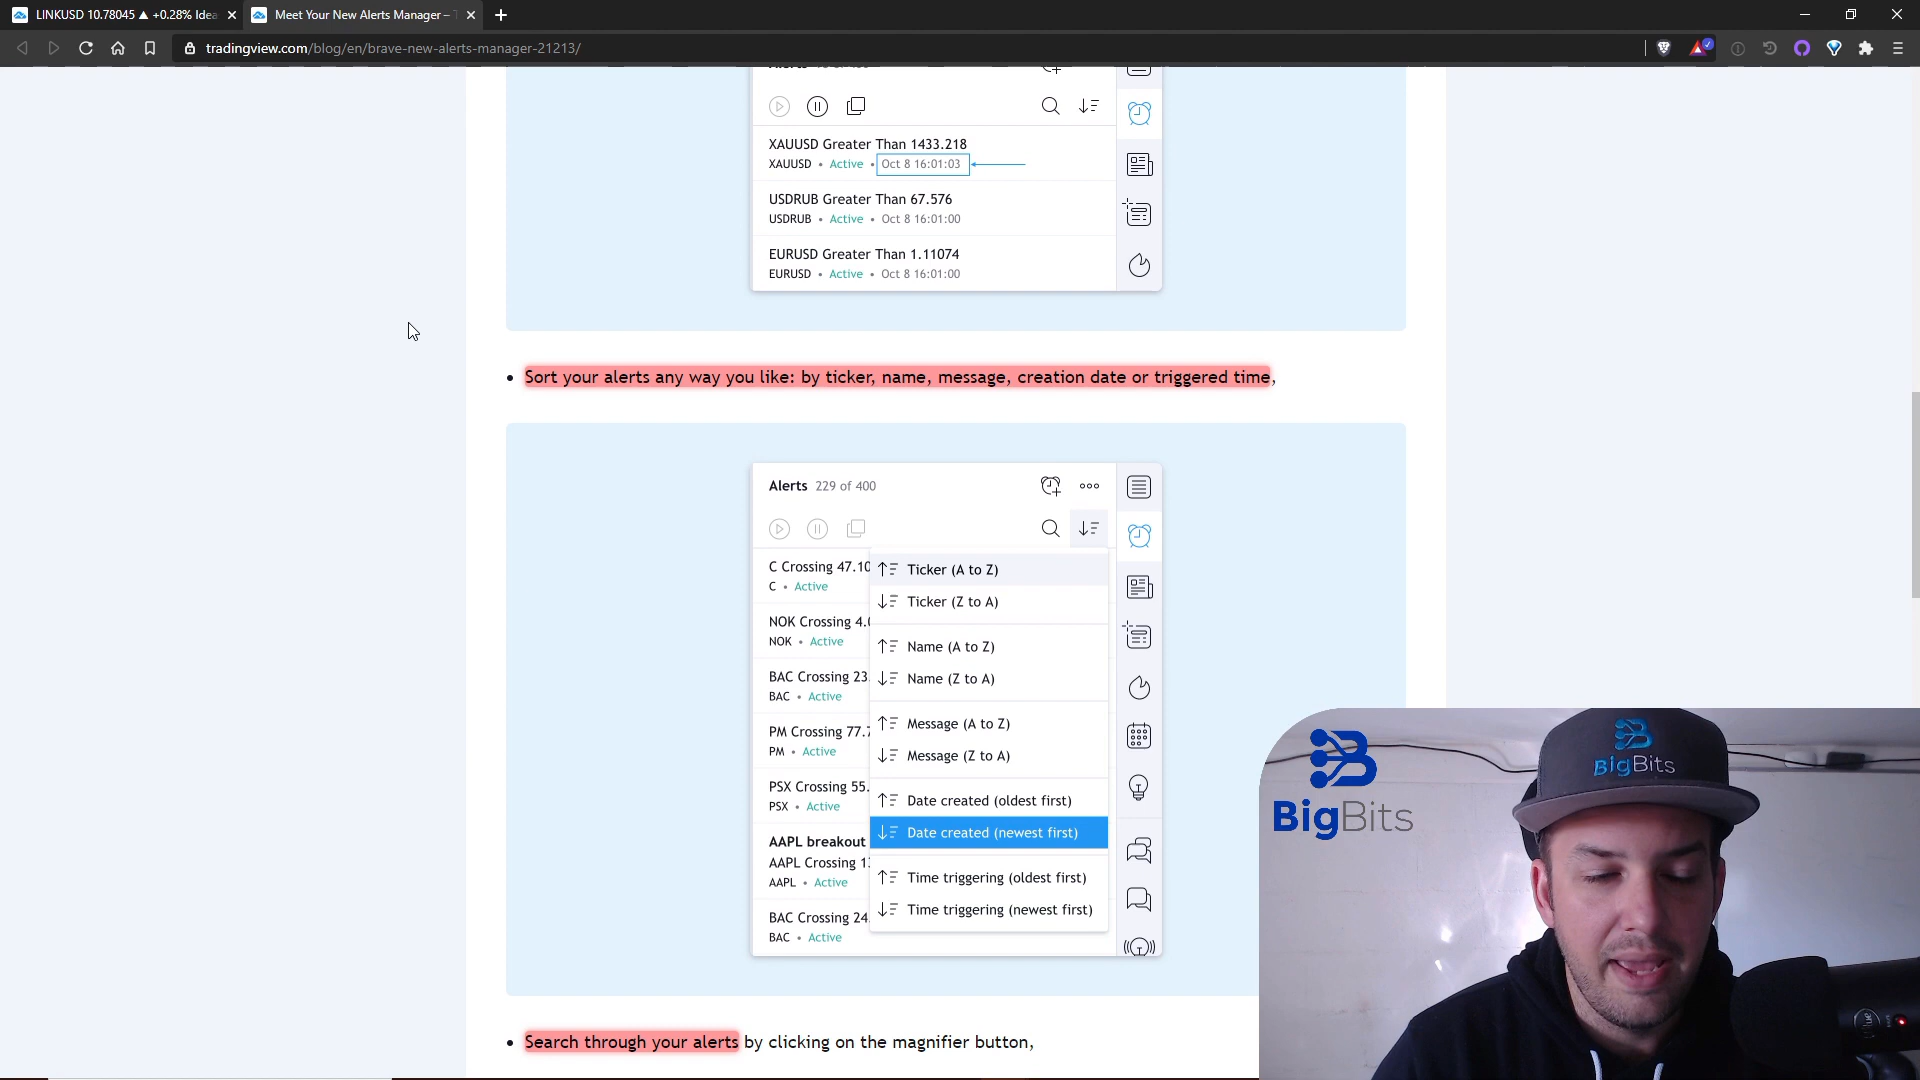 LINKUSD 10.78045 ▲ +0.28% Idea
Meet Your New Alerts Manager – T
tradingview.com/blog/en/brave-new-alerts-manager-21213/
XAUUSD Greater Than 1433.218
XAUUSD • Active • Oct 8 16:01:03
USDRUB Greater Than 67.576
USDRUB • Active • Oct 8 16:01:00
EURUSD Greater Than 1.11074
EURUSD • Active • Oct 8 16:01:00
• Sort your alerts any way you like: by ticker, name, message, creation date or triggered time,
Alerts 229 of 400
C Crossing 47.10
C • Active
NOK Crossing 4.0
NOK • Active
BAC Crossing 23.
BAC • Active
PM Crossing 77.7
PM • Active
PSX Crossing 55.
PSX • Active
AAPL breakout
AAPL Crossing 13
AAPL • Active
BAC Crossing 24.
BAC • Active
Ticker (A to Z)
Ticker (Z to A)
Name (A to Z)
Name (Z to A)
Message (A to Z)
Message (Z to A)
Date created (oldest first)
Date created (newest first)
Time triggering (oldest first)
Time triggering (newest first)
• Search through your alerts by clicking on the magnifier button,
BigBits
BigBits